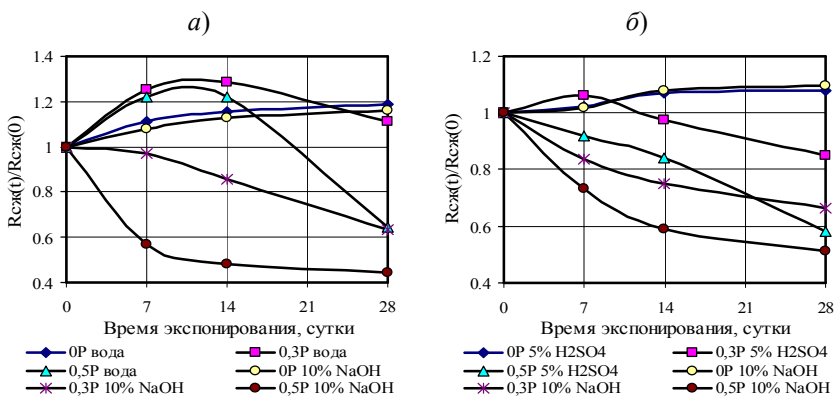 а)
1.4
1.2
1
0.8
0.6
0.4
Rсж(t)/Rсж(0)
0 7 14 21 28
Время экспонирования, сутки
0Р вода
0,3Р вода
0,5Р вода
0Р 10% NaOH
0,3Р 10% NaOH
0,5Р 10% NaOH
б)
1.2
1.0
0.8
0.6
0.4
Rсж(t)/Rсж(0)
0 7 14 21 28
Время экспонирования, сутки
0Р 5% H2SO4
0,3Р 5% H2SO4
0,5Р 5% H2SO4
0Р 10% NaOH
0,3Р 10% NaOH
0,5Р 10% NaOH